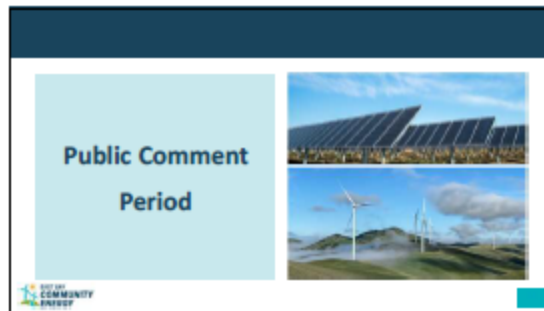 Public Comment
Period
EAST BAY
COMMUNITY
ENERGY